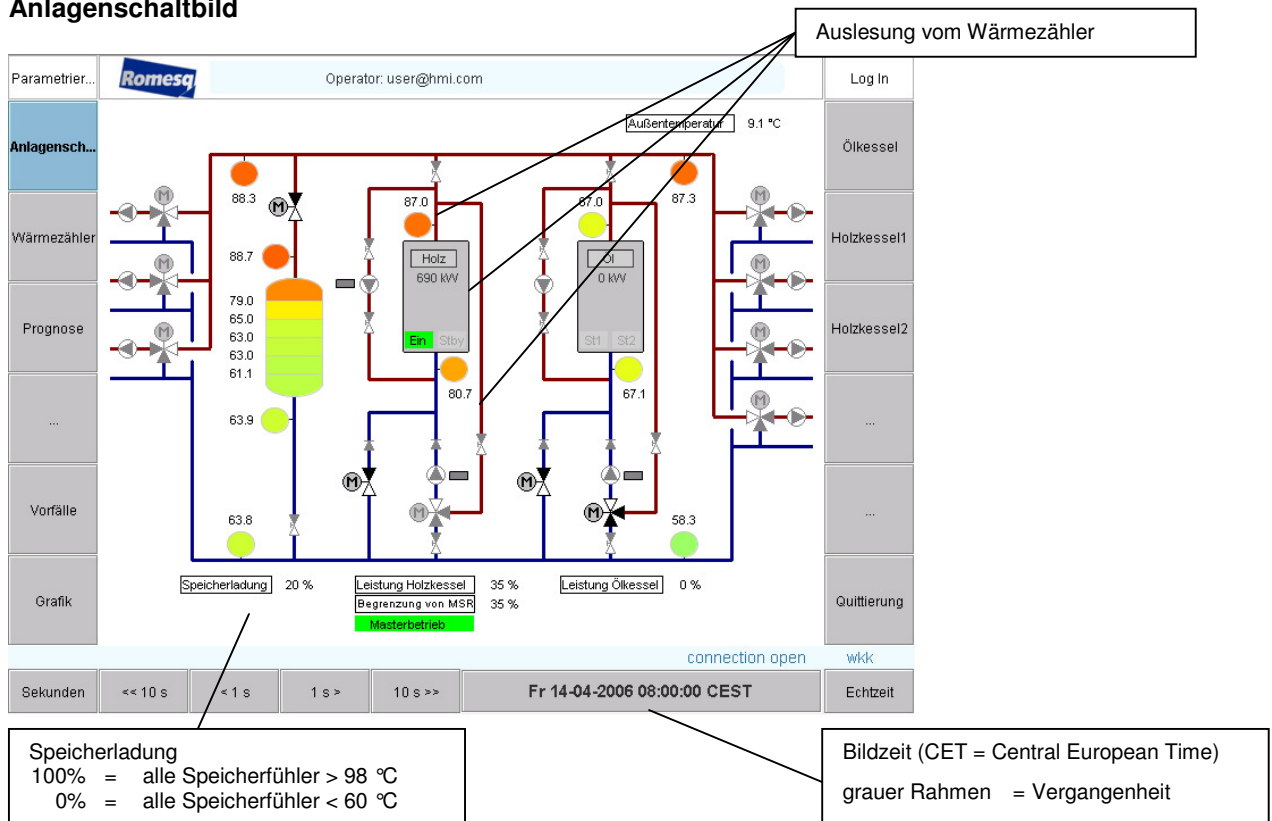 Anlagenschaltbild
Auslesung vom Wärmezähler
Parametrier...
Romesq
Operator: user@hmi.com
Log In
Anlagensch...
Außentemperatur 9.1 °C
Ölkessel
88.3
M
87.0
87.0
87.3
M
M
M
Wärmezähler
Holzkessel1
88.7
Holz
690 kW
Öl
0 kW
M
M
79.0
65.0
63.0
63.0
61.1
Prognose
M
Ein Stby
St1 St2
M
Holzkessel2
80.7
67.1
...
63.9
M
...
M
M
Vorfälle
63.8
M
M
58.3
...
Speicherladung 20 %
Leistung Holzkessel 35 %
Leistung Ölkessel 0 %
Grafik
Begrenzung von MSR 35 %
Quittierung
Masterbetrieb
connection open wkk
Sekunden
<< 10 s
< 1 s
1 s >
10 s >>
Fr 14-04-2006 08:00:00 CEST
Echtzeit
Speicherladung
100% = alle Speicherfühler > 98 °C
0% = alle Speicherfühler < 60 °C
Bildzeit (CET = Central European Time)
grauer Rahmen = Vergangenheit